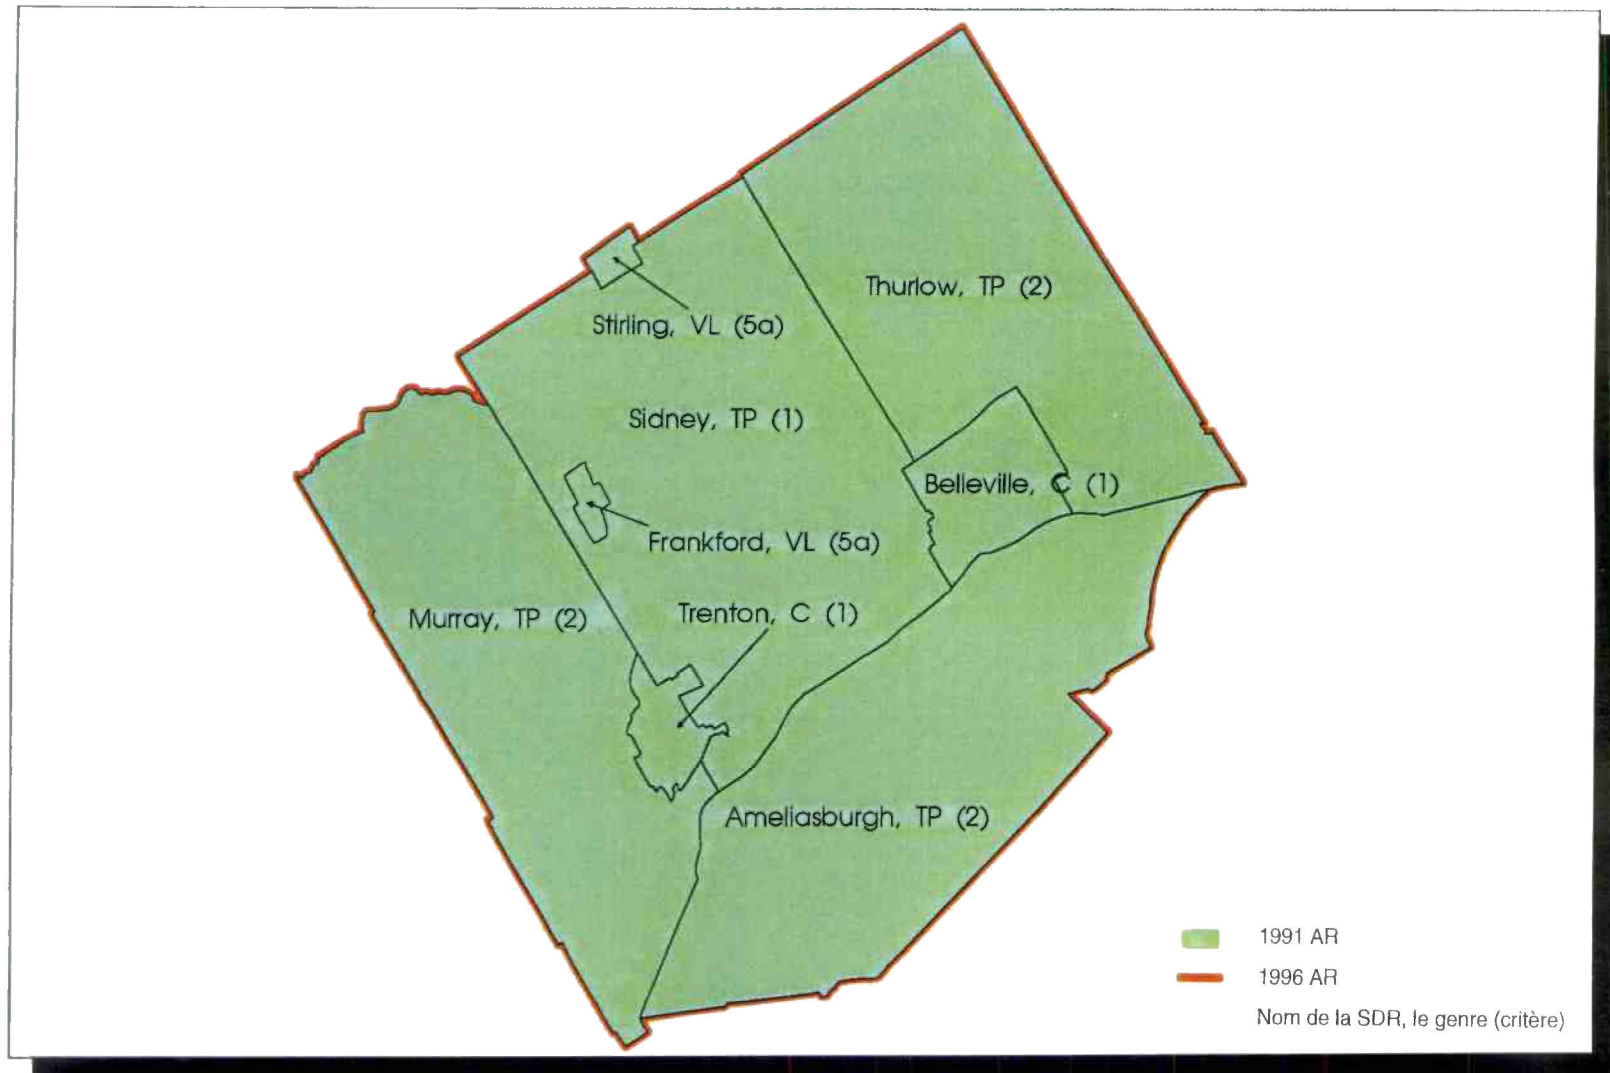 Thurlow, TP (2)
Stirling, VL (5a)
Sidney, TP (1)
Belleville, C (1)
Frankford, VL (5a)
Murray, TP (2)
Trenton, C (1)
Ameliasburgh, TP (2)
1991 AR
1996 AR
Nom de la SDR, le genre (critère)